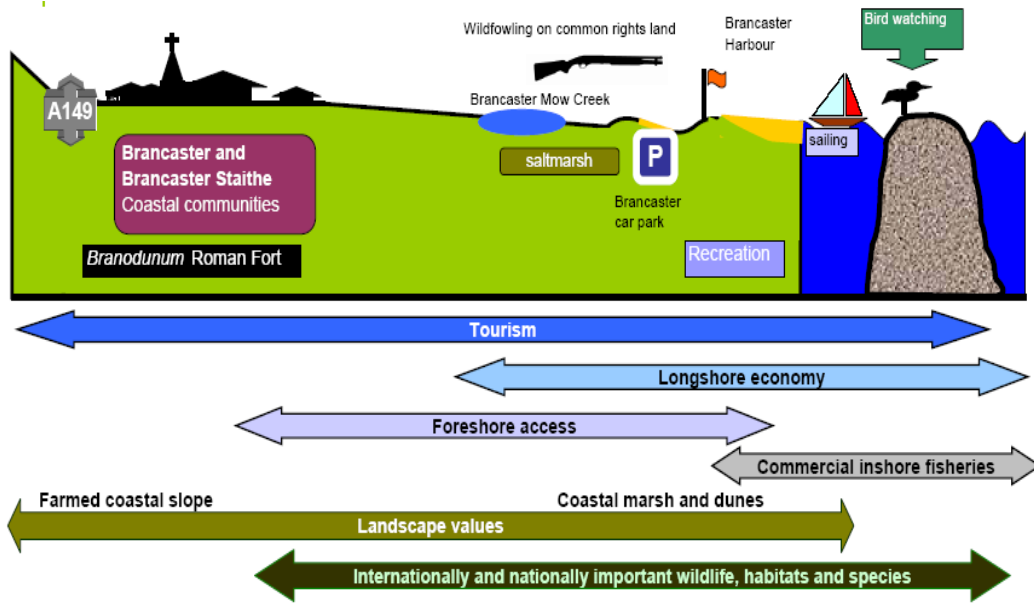 Wildfowling on common rights land
Brancaster
Harbour
Bird watching
A149
Brancaster Mow Creek
Brancaster and
Brancaster Staithe
Coastal communities
saltmarsh
P
sailing
Brancaster
car park
Branodunum Roman Fort
Recreation
Tourism
Longshore economy
Foreshore access
Commercial inshore fisheries
Farmed coastal slope
Coastal marsh and dunes
Landscape values
Internationally and nationally important wildlife, habitats and species